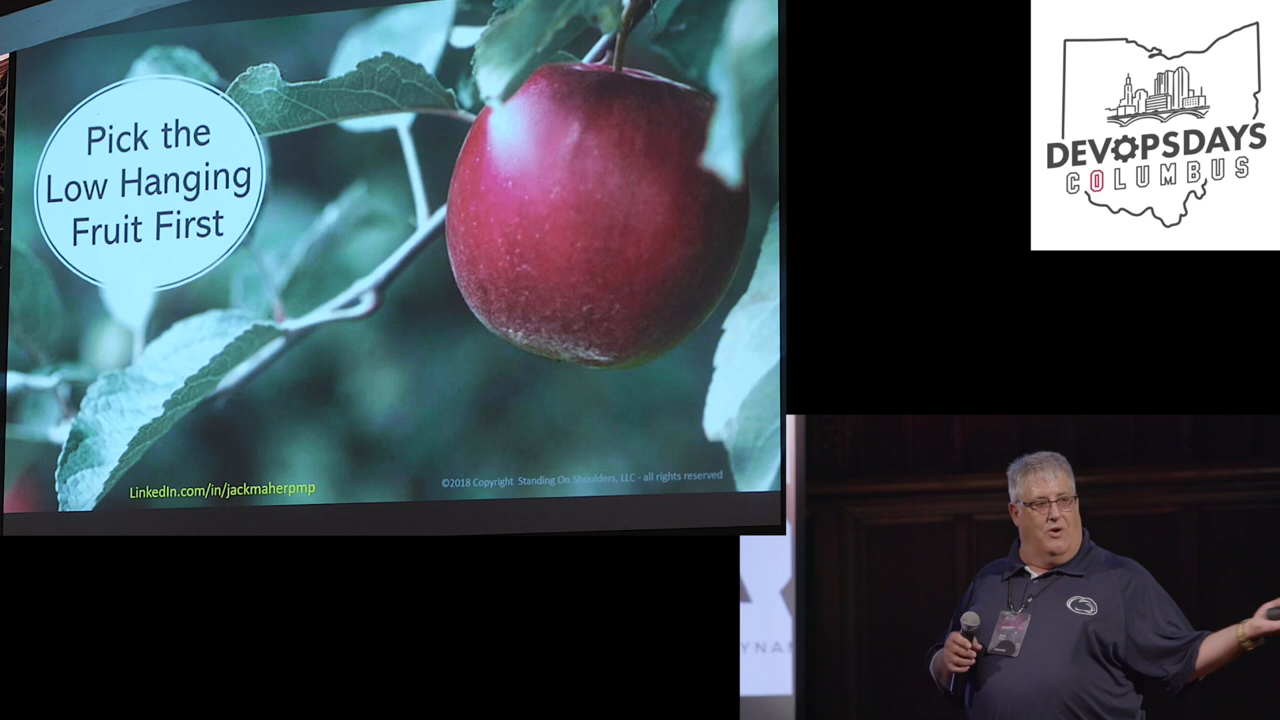 Pick the
Low Hanging
Fruit First
LinkedIn.com/in/jackmaherpmp
©2018 Copyright Standing On Shoulders, LLC - all rights reserved
DEVOPSDAYS
COLUMBUS
YNA